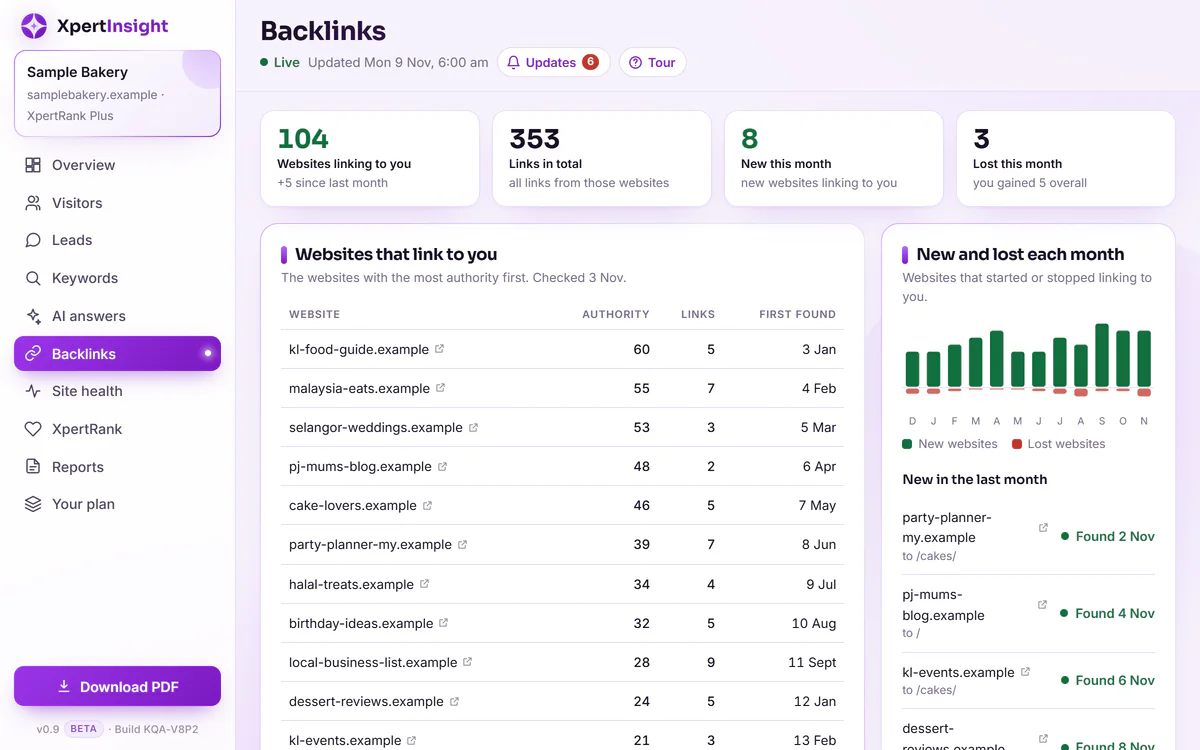 XpertInsight
Sample Bakery
samplebakery.example ·
XpertRank Plus
Overview
Visitors
Leads
Keywords
AI answers
Backlinks
Site health
XpertRank
Reports
Your plan
Download PDF
v0.9 BETA · Build KQA-V8P2
Backlinks
Live Updated Mon 9 Nov, 6:00 am Updates 6 Tour
104
Websites linking to you
+5 since last month
353
Links in total
all links from those websites
8
New this month
new websites linking to you
3
Lost this month
you gained 5 overall
Websites that link to you
The websites with the most authority first. Checked 3 Nov.
WEBSITE AUTHORITY LINKS FIRST FOUND
kl-food-guide.example 60 5 3 Jan
malaysia-eats.example 55 7 4 Feb
selangor-weddings.example 53 3 5 Mar
pj-mums-blog.example 48 2 6 Apr
cake-lovers.example 46 5 7 May
party-planner-my.example 39 7 8 Jun
halal-treats.example 34 4 9 Jul
birthday-ideas.example 32 5 10 Aug
local-business-list.example 28 9 11 Sept
dessert-reviews.example 24 5 12 Jan
kl-events.example 21 3 13 Feb
New and lost each month
Websites that started or stopped linking to
you.
D J F M A M J J A S O N
New websites Lost websites
New in the last month
party-planner-
my.example
to /cakes/
Found 2 Nov
pj-mums-
blog.example
to /
Found 4 Nov
kl-events.example
to /cakes/
Found 6 Nov
dessert-
reviews.example
Found 8 Nov